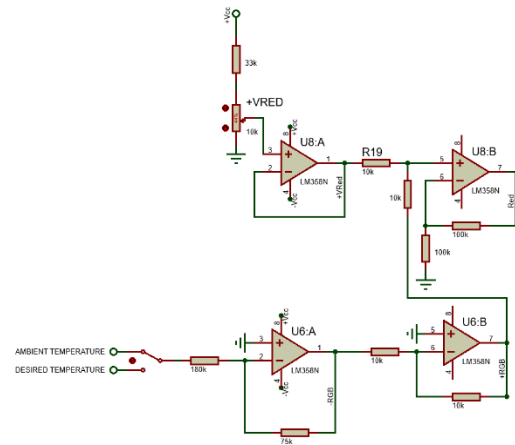 +Vcc
33k
+VRED
10k
+Vcc
U8:A
8
3
1
2
4
LM358N
-Vcc
+VRed
R19
10k
10k
U8:B
8
5
7
6
4
LM358N
Red
100k
100k
+Vcc
U6:A
8
3
1
2
4
LM358N
-Vcc
-RGB
AMBIENT TEMPERATURE
DESIRED TEMPERATURE
180k
75k
10k
U6:B
8
5
7
6
4
LM358N
+RGB
10k